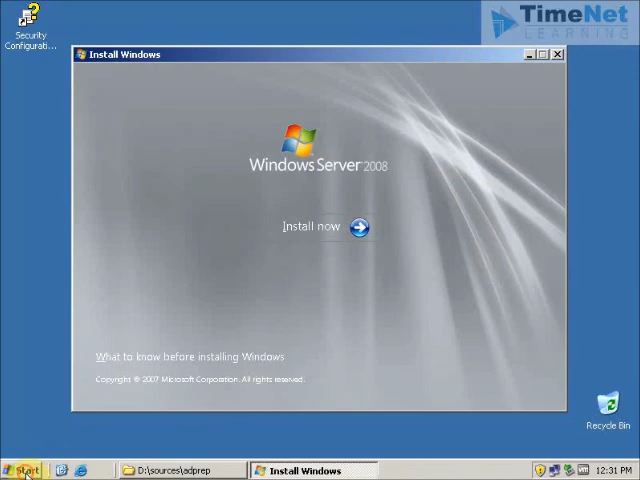 Security
Configurati...
TimeNet
LEARNING
Install Windows
Windows Server 2008
Install now
What to know before installing Windows
Copyright © 2007 Microsoft Corporation. All rights reserved.
Recycle Bin
Start
D:\sources\adprep
Install Windows
12:31 PM